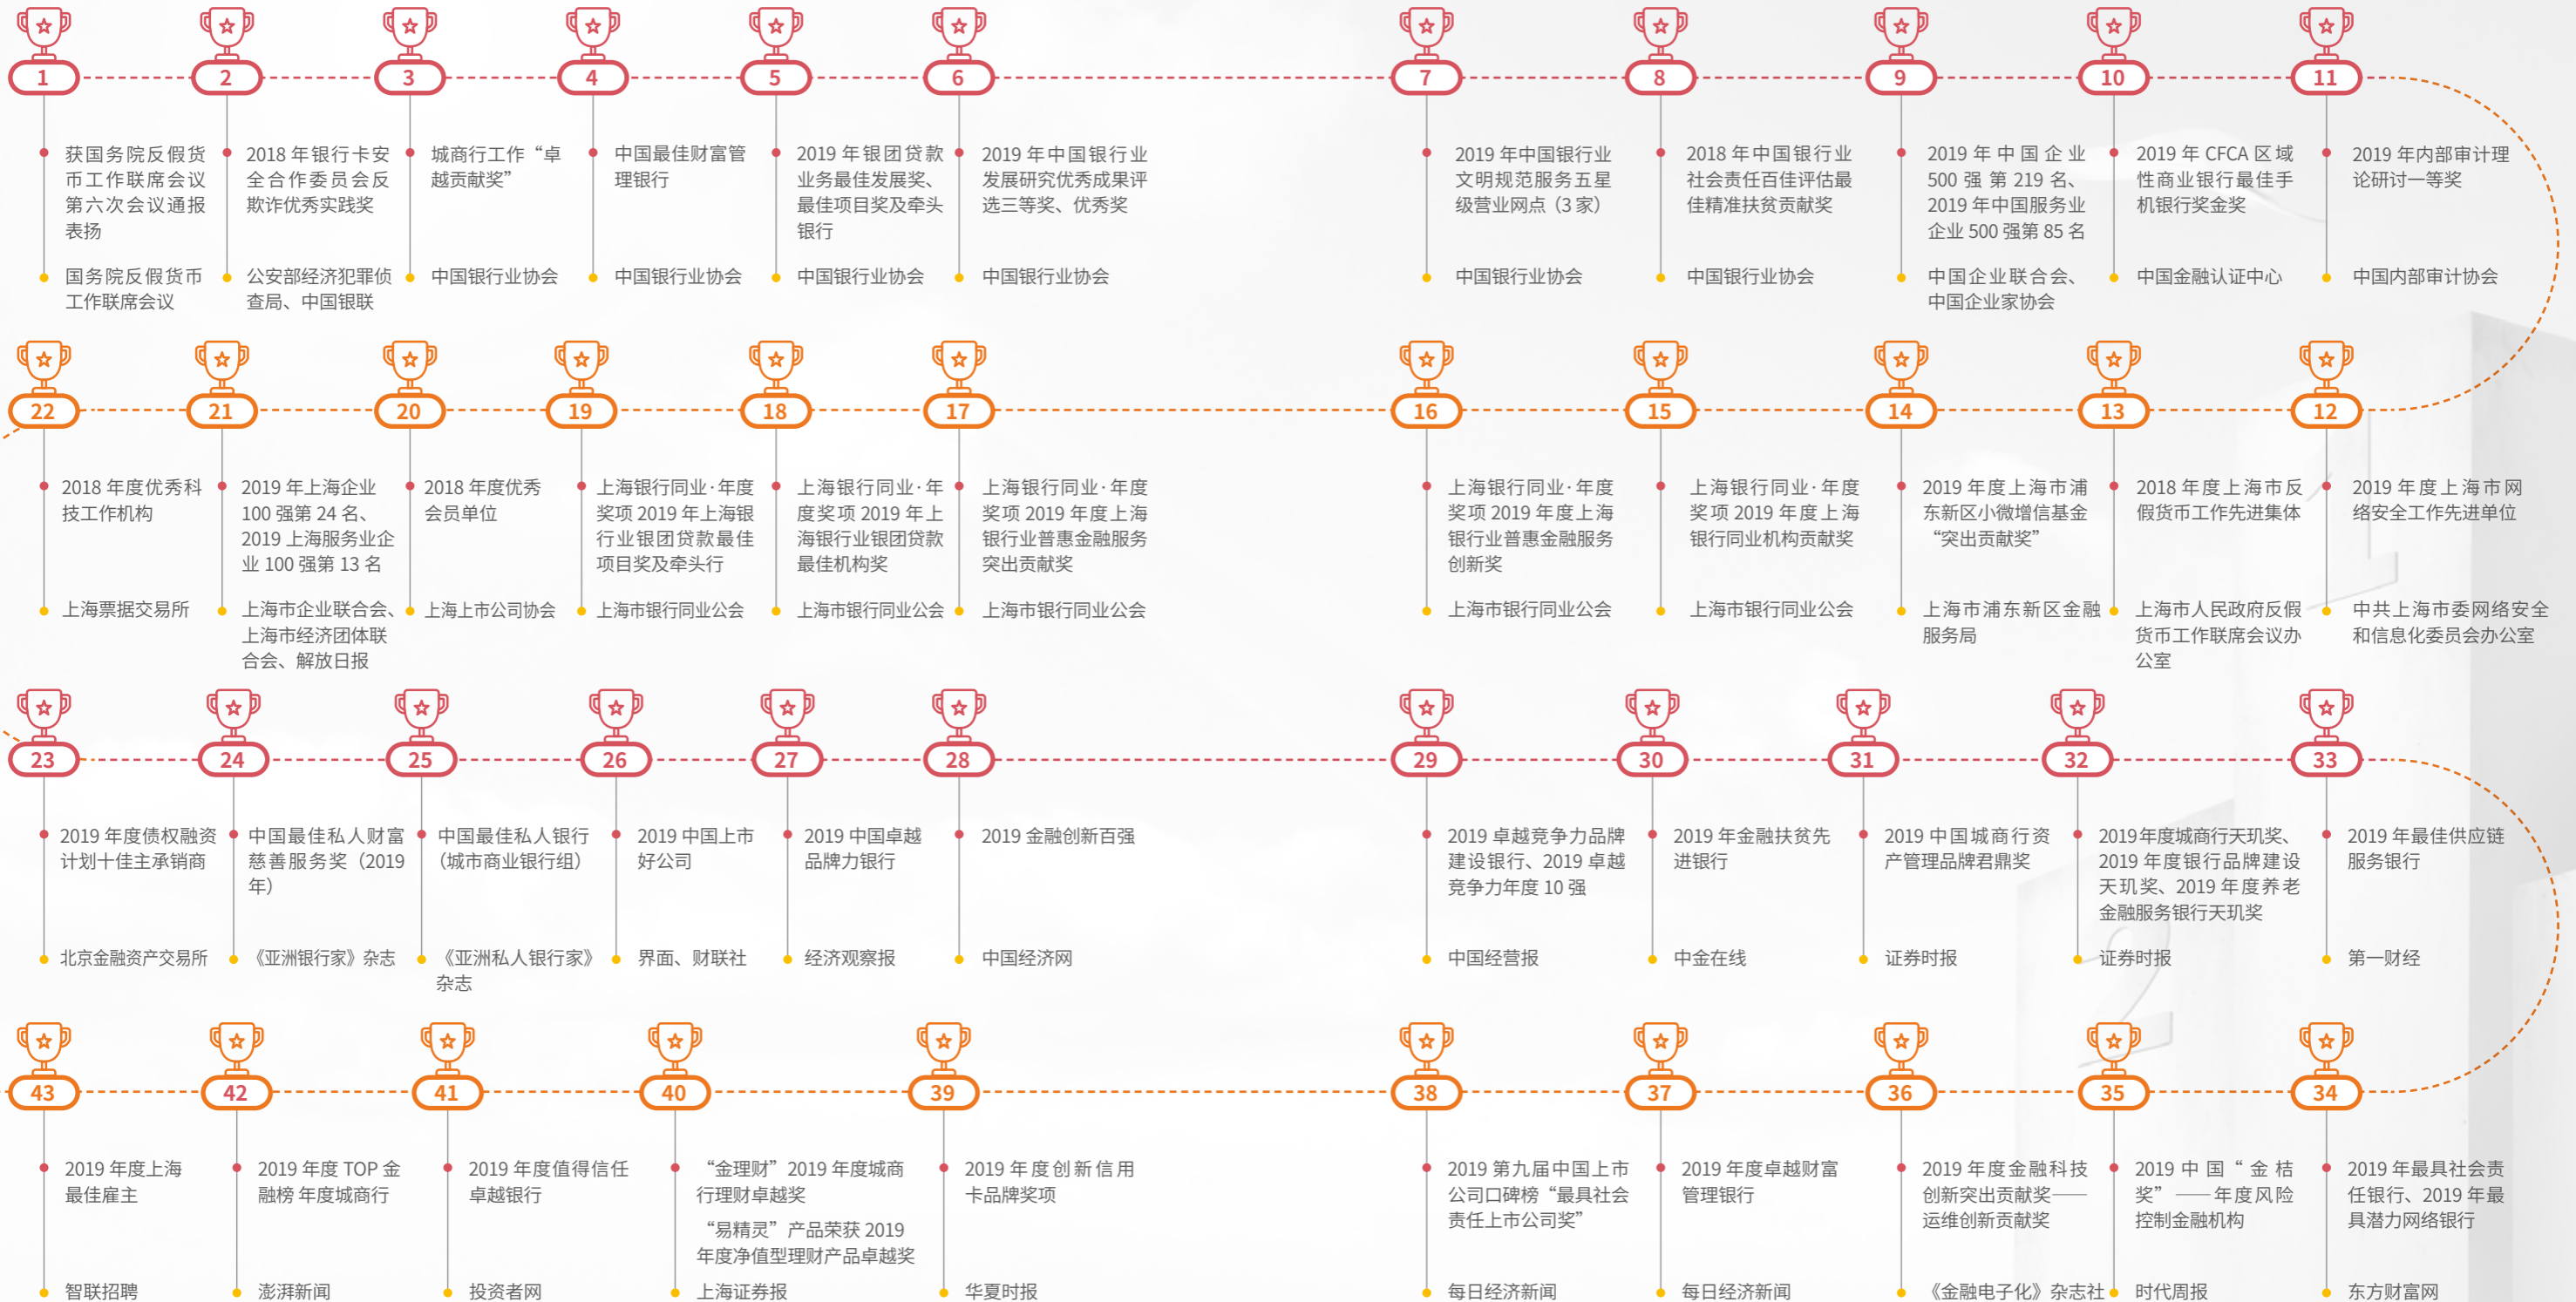 1
获国务院反假货
币工作联席会议
第六次会议通报
表扬
国务院反假货币
工作联席会议
2
2018 年银行卡安
全合作委员会反
欺诈优秀实践奖
公安部经济犯罪侦
查局、中国银联
3
城商行工作“卓
越贡献奖”
中国银行业协会
4
中国最佳财富管
理银行
中国银行业协会
5
2019 年银团贷款
业务最佳发展奖、
最佳项目奖及牵头
银行
中国银行业协会
6
2019 年中国银行业
发展研究优秀成果评
选三等奖、优秀奖
中国银行业协会
7
2019 年中国银行业
文明规范服务五星
级营业网点（3 家）
中国银行业协会
8
2018 年中国银行业
社会责任百佳评估最
佳精准扶贫贡献奖
中国银行业协会
9
2019 年中国企业
500 强 第 219 名、
2019 年中国服务业
企业 500 强第 85 名
中国企业联合会、
中国企业家协会
10
2019 年 CFCA 区域
性商业银行最佳手
机银行奖金奖
中国金融认证中心
11
2019 年内部审计理
论研讨一等奖
中国内部审计协会
12
2019 年度上海市网
络安全工作先进单位
中共上海市委网络安全
和信息化委员会办公室
13
2018 年度上海市反
假货币工作先进集体
上海市人民政府反假
货币工作联席会议办
公室
14
2019 年度上海市浦
东新区小微增信基金
“突出贡献奖”
上海市浦东新区金融
服务局
15
上海银行同业·年度
奖项 2019 年度上海
银行同业机构贡献奖
上海市银行同业公会
16
上海银行同业·年度
奖项 2019 年度上海
银行业普惠金融服务
创新奖
上海市银行同业公会
17
上海银行同业·年度
奖项 2019 年度上海
银行业普惠金融服务
突出贡献奖
上海市银行同业公会
18
上海银行同业·年
度奖项 2019 年上
海银行业银团贷款
最佳机构奖
上海市银行同业公会
19
上海银行同业·年度
奖项 2019 年上海银
行业银团贷款最佳
项目奖及牵头行
上海市银行同业公会
20
2018 年度优秀
会员单位
上海上市公司协会
21
2019 年上海企业
100 强第 24 名、
2019 上海服务业企
业 100 强第 13 名
上海市企业联合会、
上海市经济团体联
合会、解放日报
22
2018 年度优秀科
技工作机构
上海票据交易所
23
2019 年度债权融资
计划十佳主承销商
北京金融资产交易所
24
中国最佳私人财富
慈善服务奖（2019
年）
《亚洲银行家》杂志
25
中国最佳私人银行
（城市商业银行组）
《亚洲私人银行家》
杂志
26
2019 中国上市
好公司
界面、财联社
27
2019 中国卓越
品牌力银行
经济观察报
28
2019 金融创新百强
中国经济网
29
2019 卓越竞争力品牌
建设银行、2019 卓越
竞争力年度 10 强
中国经营报
30
2019 年金融扶贫先
进银行
中金在线
31
2019 中国城商行资
产管理品牌君鼎奖
证券时报
32
2019年度城商行天玑奖、
2019 年度银行品牌建设
天玑奖、2019 年度养老
金融服务银行天玑奖
证券时报
33
2019 年最佳供应链
服务银行
第一财经
34
2019 年最具社会责
任银行、2019 年最
具潜力网络银行
东方财富网
35
2019 中 国 “ 金 桔
奖” ——年度风险
控制金融机构
时代周报
36
2019 年度金融科技
创新突出贡献奖——
运维创新贡献奖
《金融电子化》杂志社
37
2019 年度卓越财富
管理银行
每日经济新闻
38
2019 第九届中国上市
公司口碑榜“最具社会
责任上市公司奖”
每日经济新闻
39
2019 年度创新信用
卡品牌奖项
华夏时报
40
“金理财”2019 年度城商
行理财卓越奖
“易精灵”产品荣获 2019
年度净值型理财产品卓越奖
上海证券报
41
2019 年度值得信任
卓越银行
投资者网
42
2019 年度 TOP 金
融榜 年度城商行
澎湃新闻
43
2019 年度上海
最佳雇主
智联招聘
1
2